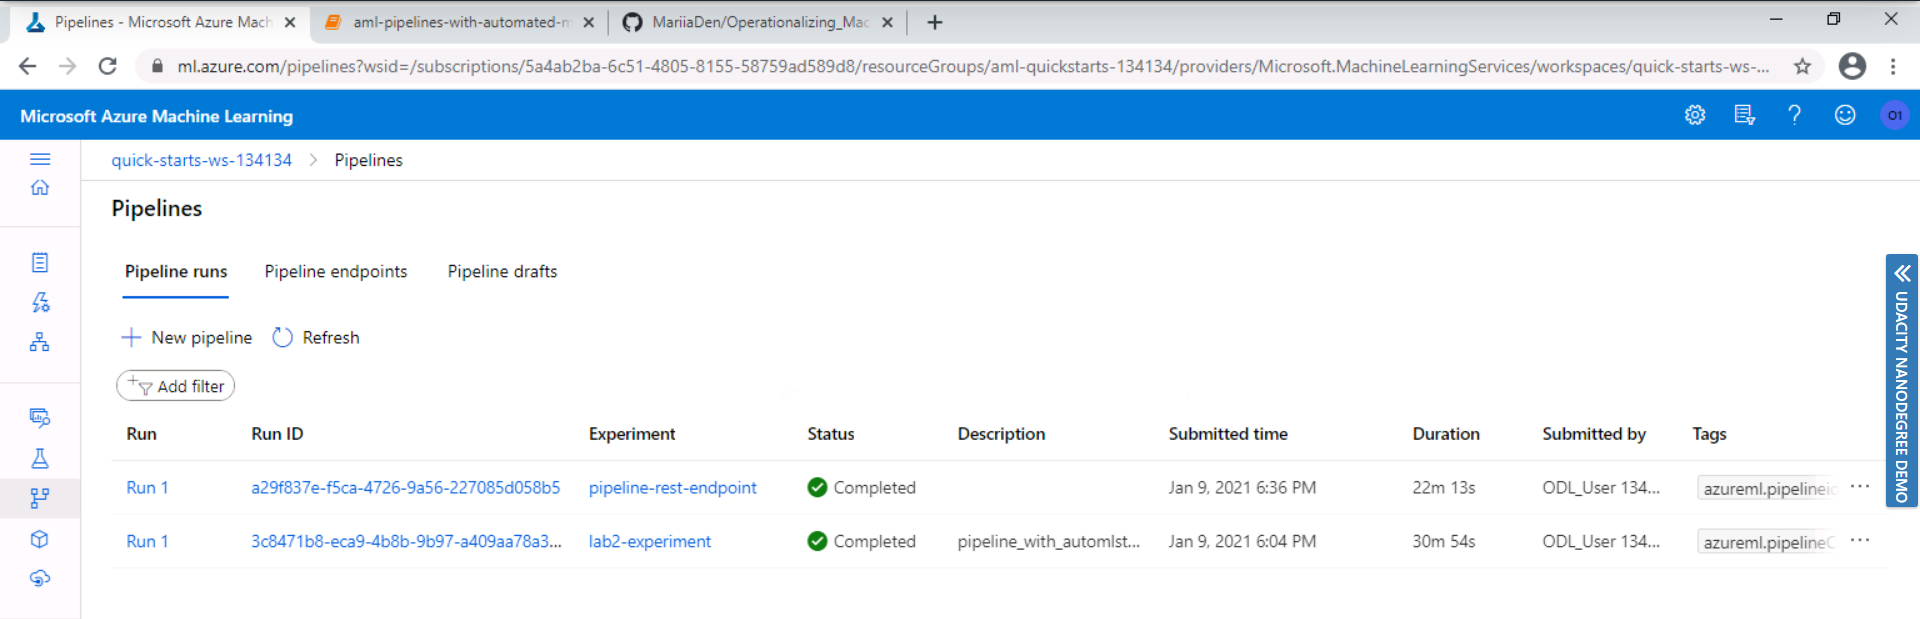 Pipelines - Microsoft Azure Mach
aml-pipelines-with-automated-m
MariiaDen/Operationalizing_Mac
ml.azure.com/pipelines?wsid=/subscriptions/5a4ab2ba-6c51-4805-8155-58759ad589d8/resourceGroups/aml-quickstarts-134134/providers/Microsoft.MachineLearningServices/workspaces/quick-starts-ws-...
Microsoft Azure Machine Learning
O1
quick-starts-ws-134134 > Pipelines
Pipelines
Pipeline runs Pipeline endpoints Pipeline drafts
New pipeline Refresh
Add filter
Run Run ID Experiment Status Description Submitted time Duration Submitted by Tags
Run 1 a29f837e-f5ca-4726-9a56-227085d058b5 pipeline-rest-endpoint Completed Jan 9, 2021 6:36 PM 22m 13s ODL_User 134... azureml.pipelineid ...
Run 1 3c8471b8-eca9-4b8b-9b97-a409aa78a3... lab2-experiment Completed pipeline_with_automlst... Jan 9, 2021 6:04 PM 30m 54s ODL_User 134... azureml.pipelineC ...
UDACITY NANODEGREE DEMO